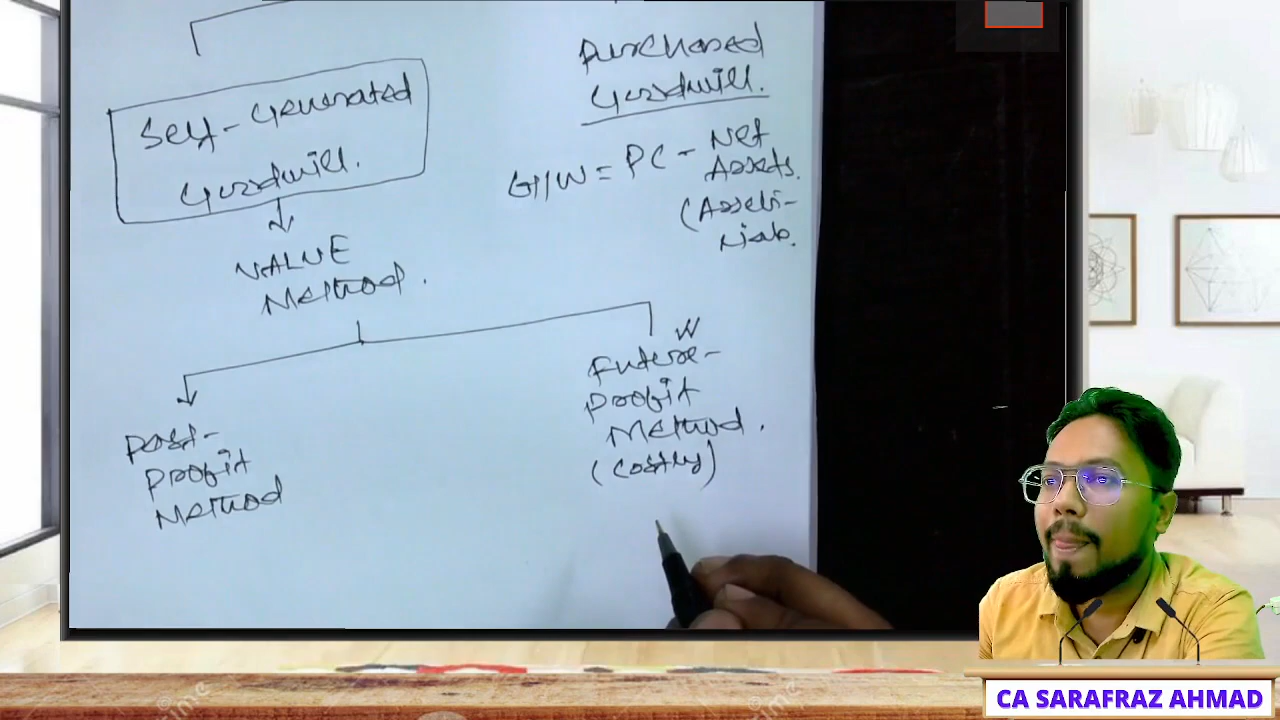 Self-Generated
Goodwill.
VALUE
Method.
Past-
Profit
Method
Purchased
Goodwill.
G/W = PC - Net
Assets.
(Assets-
Liab.
Future-
Profit
Method.
(Costly)
CA SARAFRAZ AHMAD